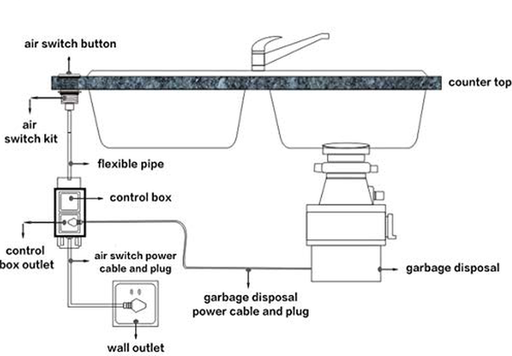 air switch button
counter top
air
switch kit
flexible pipe
control box
control
box outlet
air switch power
cable and plug
garbage disposal
garbage disposal
power cable and plug
wall outlet